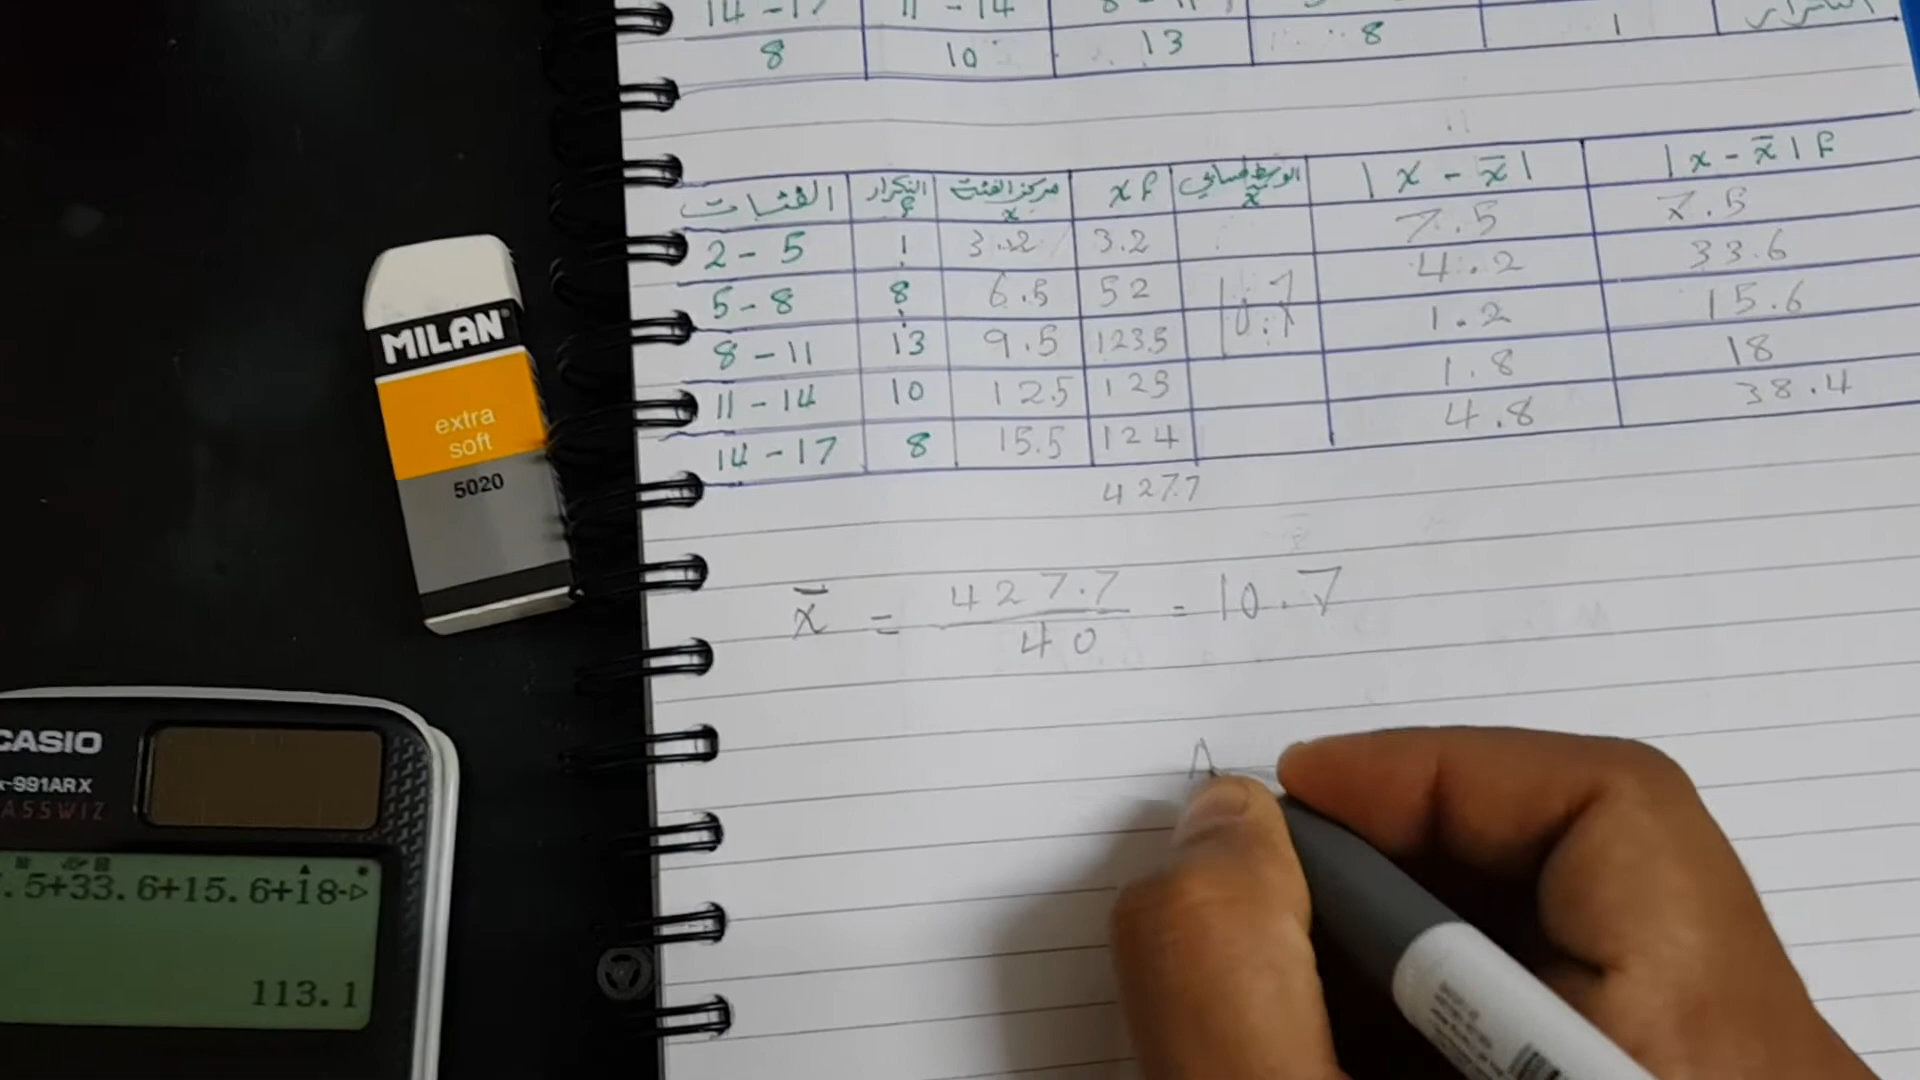 14-17 11-14
8 10 13 8 1
الفئات التكرار f مركز الفئة x xf الوسط الحسابي x̄ |x-x̄| |x-x̄|f
2-5 1 3.2 3.2 7.5 7.5
5-8 8 6.5 52 4.2 33.6
10.7
8-11 13 9.5 123.5 1.2 15.6
11-14 10 12.5 125 1.8 18
14-17 8 15.5 124 4.8 38.4
427.7
x̄ = 427.7 / 40 = 10.7
MILAN
extra
soft
5020
CASIO
-991ARX
ASSWIZ
.5+33.6+15.6+18-
113.1